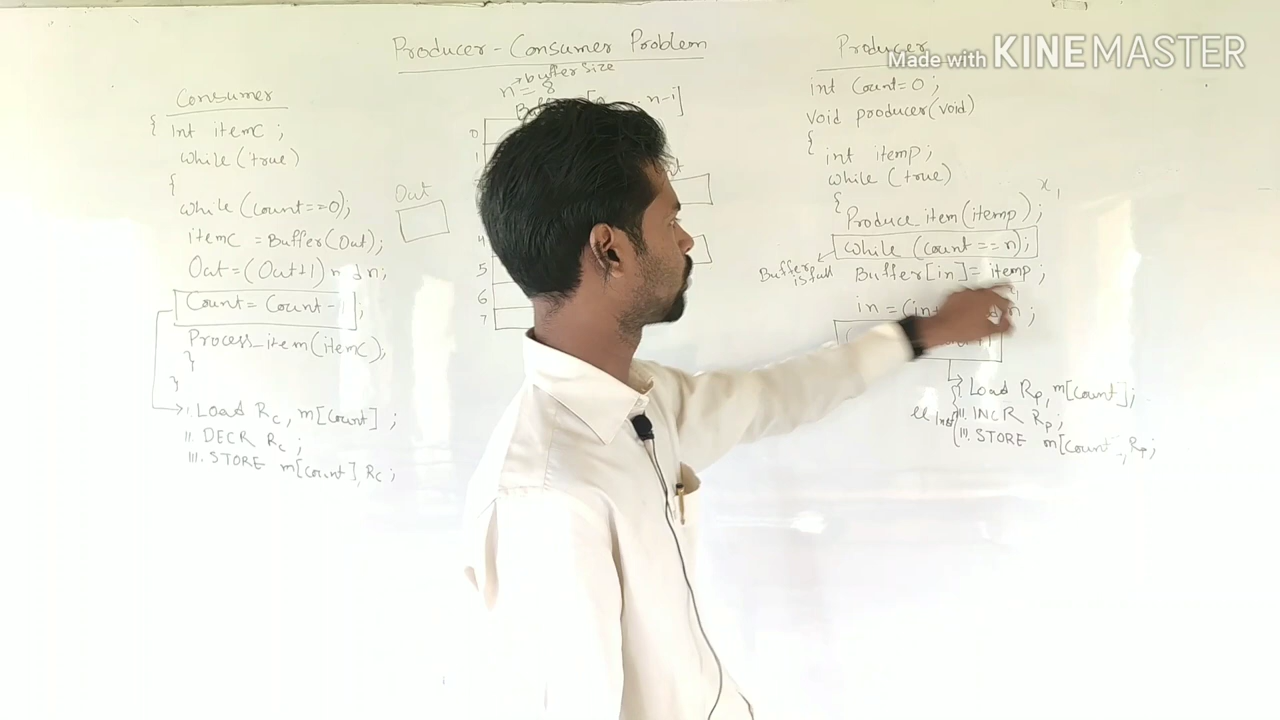 Producer - Consumer Problem
buffer size
n = 8
n-1]
0
1
4
5
6
7
Out
Consumer
{ int itemC ;
while(true)
{
while(count==0);
itemC = Buffer(Out);
Out=(Out+1) mod n;
Count = Count - 1 ;
Process_item(itemC);
}
}
I. Load Rc, m[Count] ;
II. DECR Rc ;
III. STORE m[Count], Rc ;
Producer
Made with KINEMASTER
int Count=0 ;
void producer(void)
{
int itemp ;
while (true)
{
Produce item(itemp) ; x1
while (count == n);
Buffer is full
Buffer[in] = itemp ;
in = (in n ;
Load Rp, m[Count];
II. INCR Rp ;
III. STORE m[Count, Rp ;